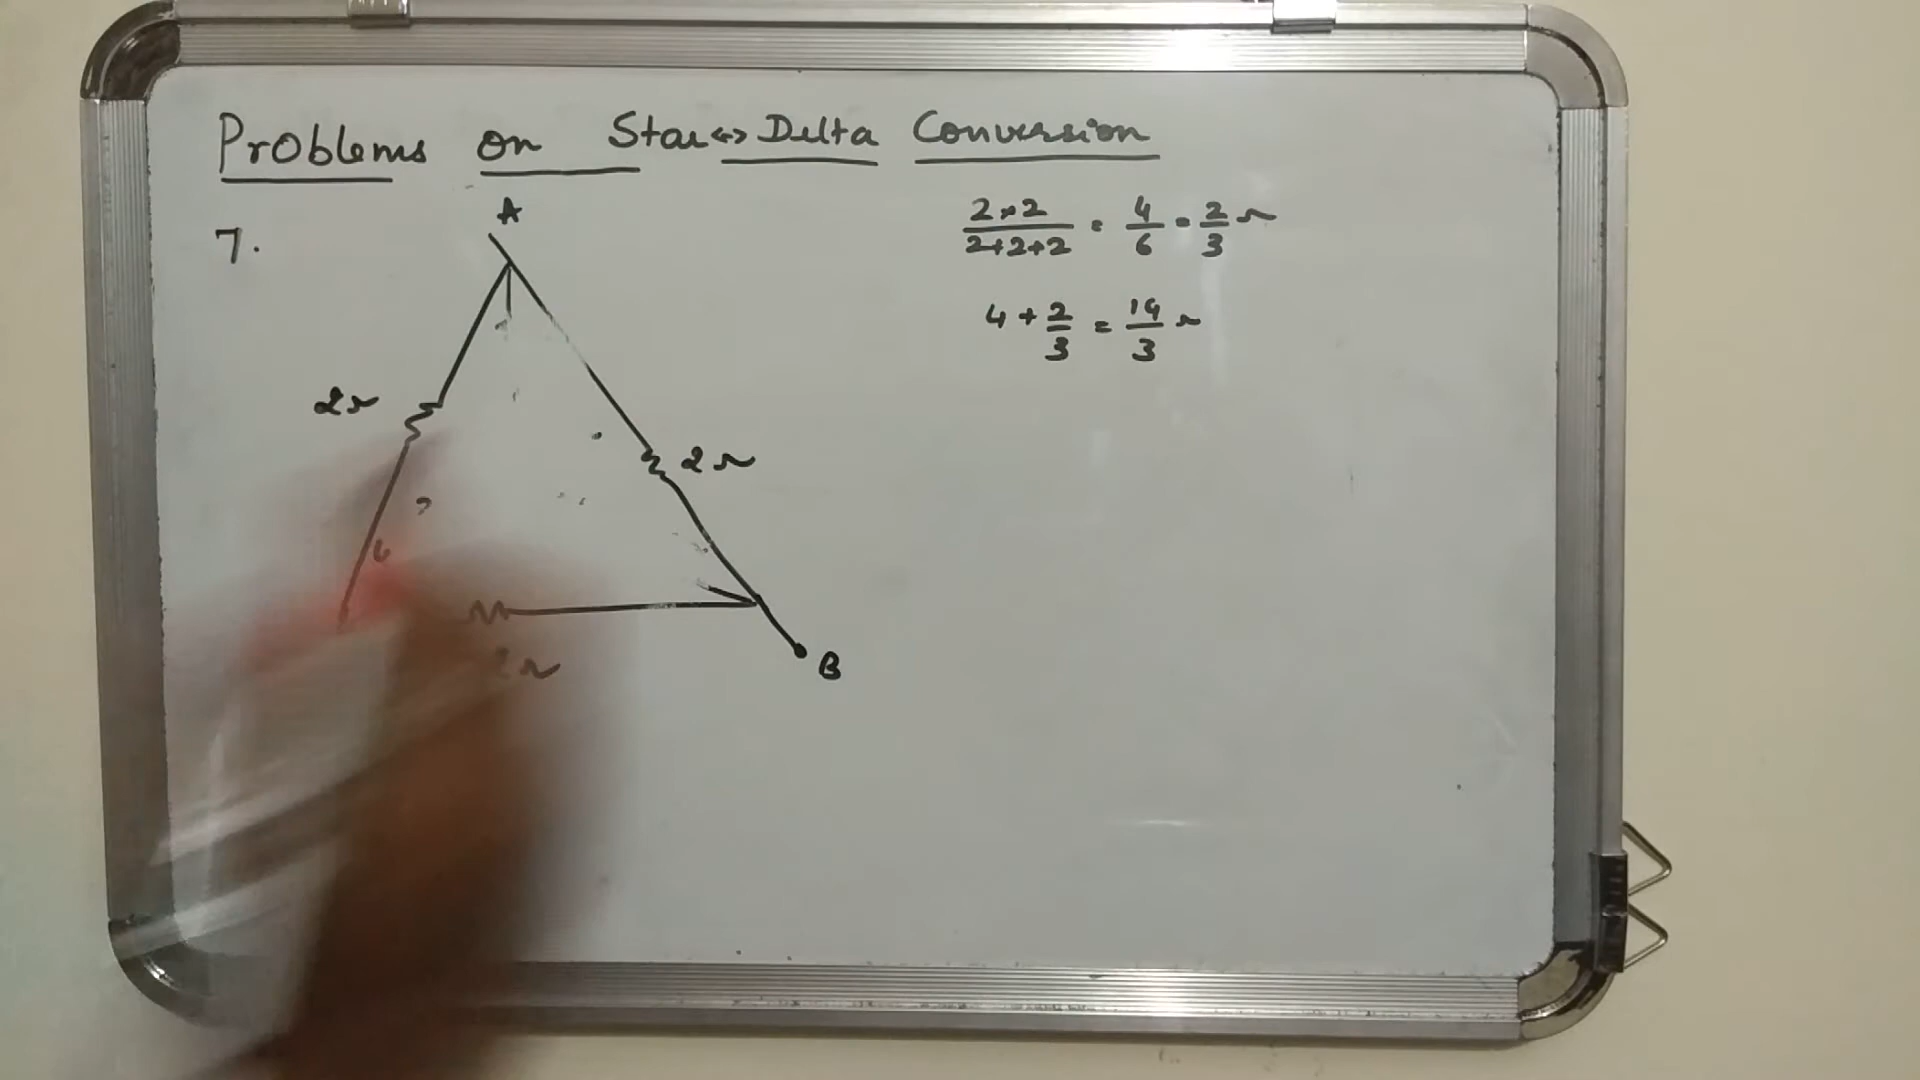 Problems on Star↔Delta Conversion
7.
A
2×2/2+2+2 = 4/6 = 2/3 Ω
4 + 2/3 = 14/3 Ω
2Ω
2Ω
2Ω
B